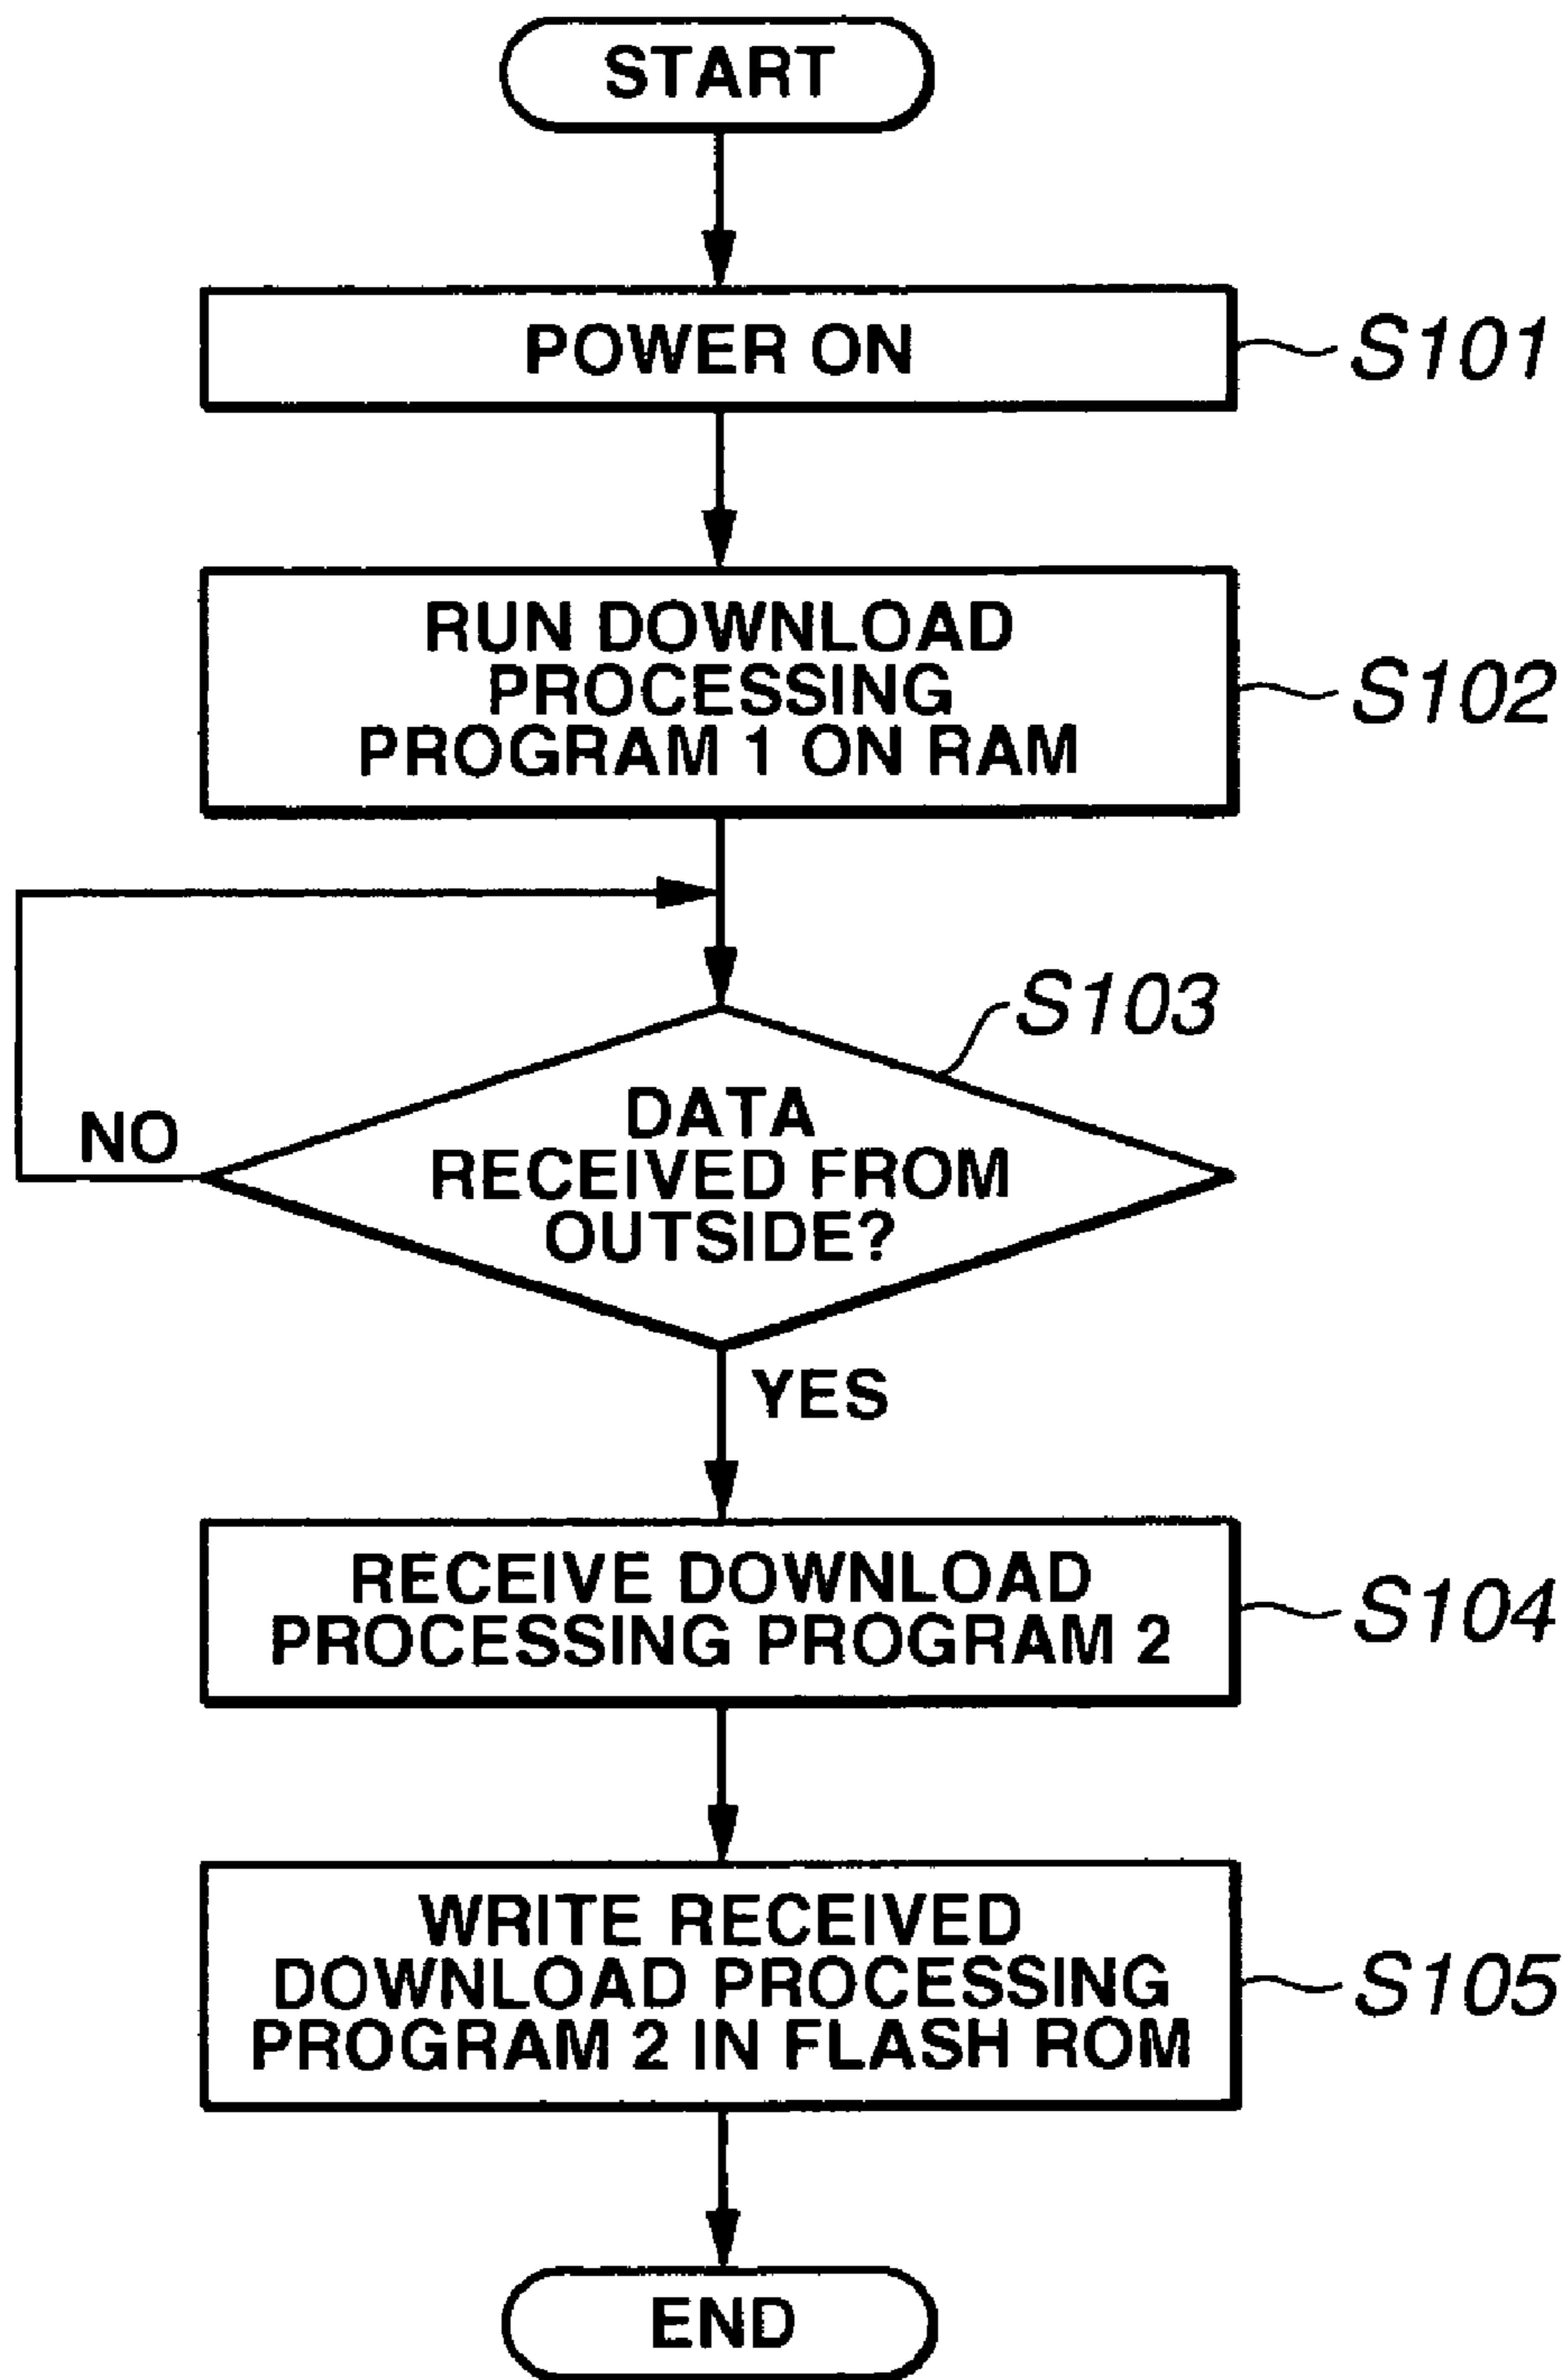 START
POWER ON
S101
RUN DOWNLOAD
PROCESSING
PROGRAM 1 ON RAM
S102
S103
DATA
RECEIVED FROM
OUTSIDE?
NO
YES
RECEIVE DOWNLOAD
PROCESSING PROGRAM 2
S104
WRITE RECEIVED
DOWNLOAD PROCESSING
PROGRAM 2 IN FLASH ROM
S105
END